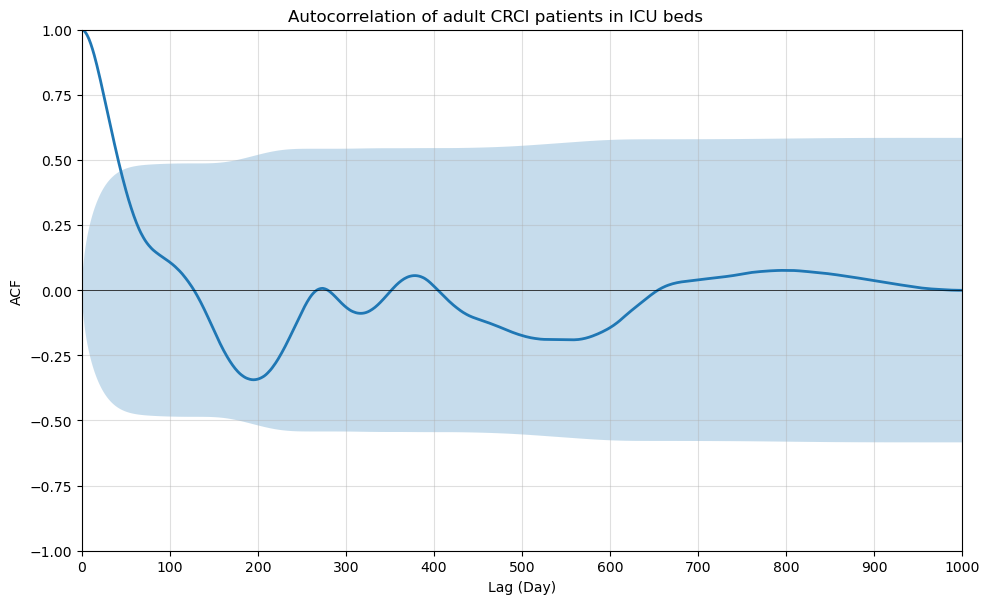 Autocorrelation of adult CRCI patients in ICU beds
1.00
0.75
0.50
0.25
0.00
−0.25
−0.50
−0.75
−1.00
ACF
0 100 200 300 400 500 600 700 800 900 1000
Lag (Day)